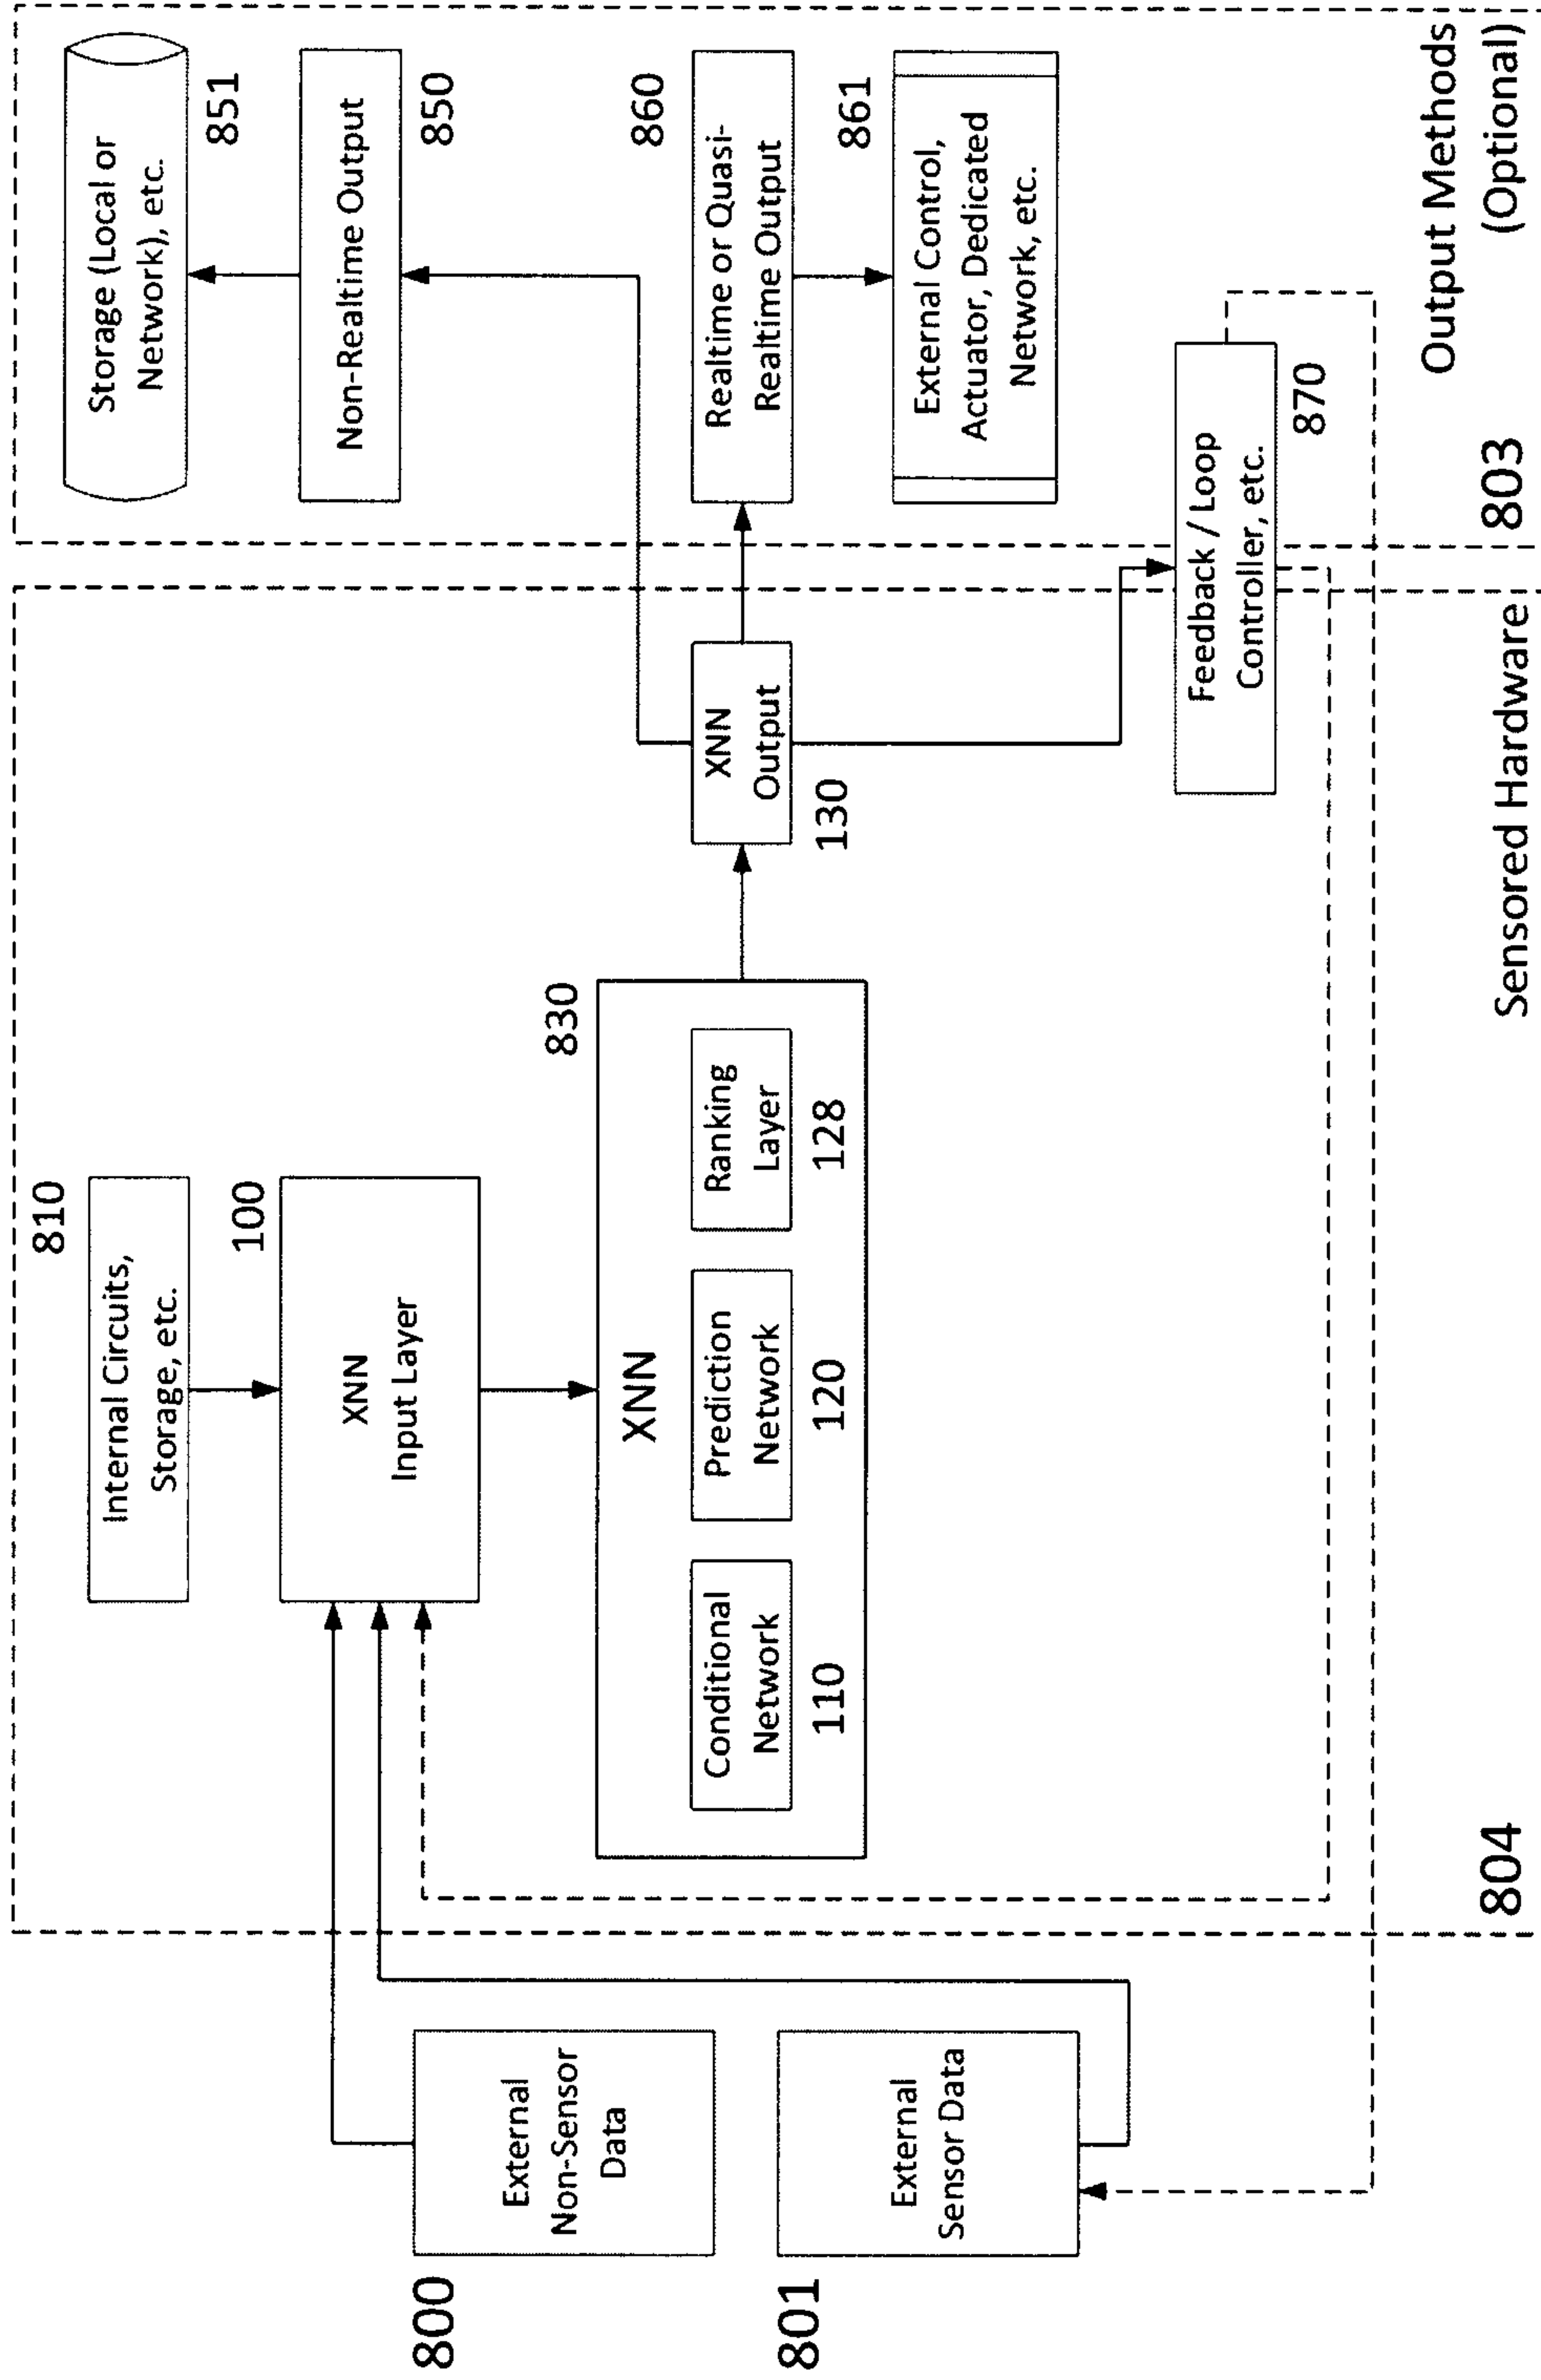 810
Internal Circuits,
Storage, etc.
100
XNN
Input Layer
830
XNN
Conditional
Network
110
Prediction
Network
120
Ranking
Layer
128
XNN
Output
130
800
External
Non-Sensor
Data
801
External
Sensor Data
804
Sensored Hardware
Storage (Local or
Network), etc.
851
Non-Realtime Output
850
860
Realtime or Quasi-
Realtime Output
861
External Control,
Actuator, Dedicated
Network, etc.
Feedback / Loop
Controller, etc.
870
803
Output Methods
(Optional)